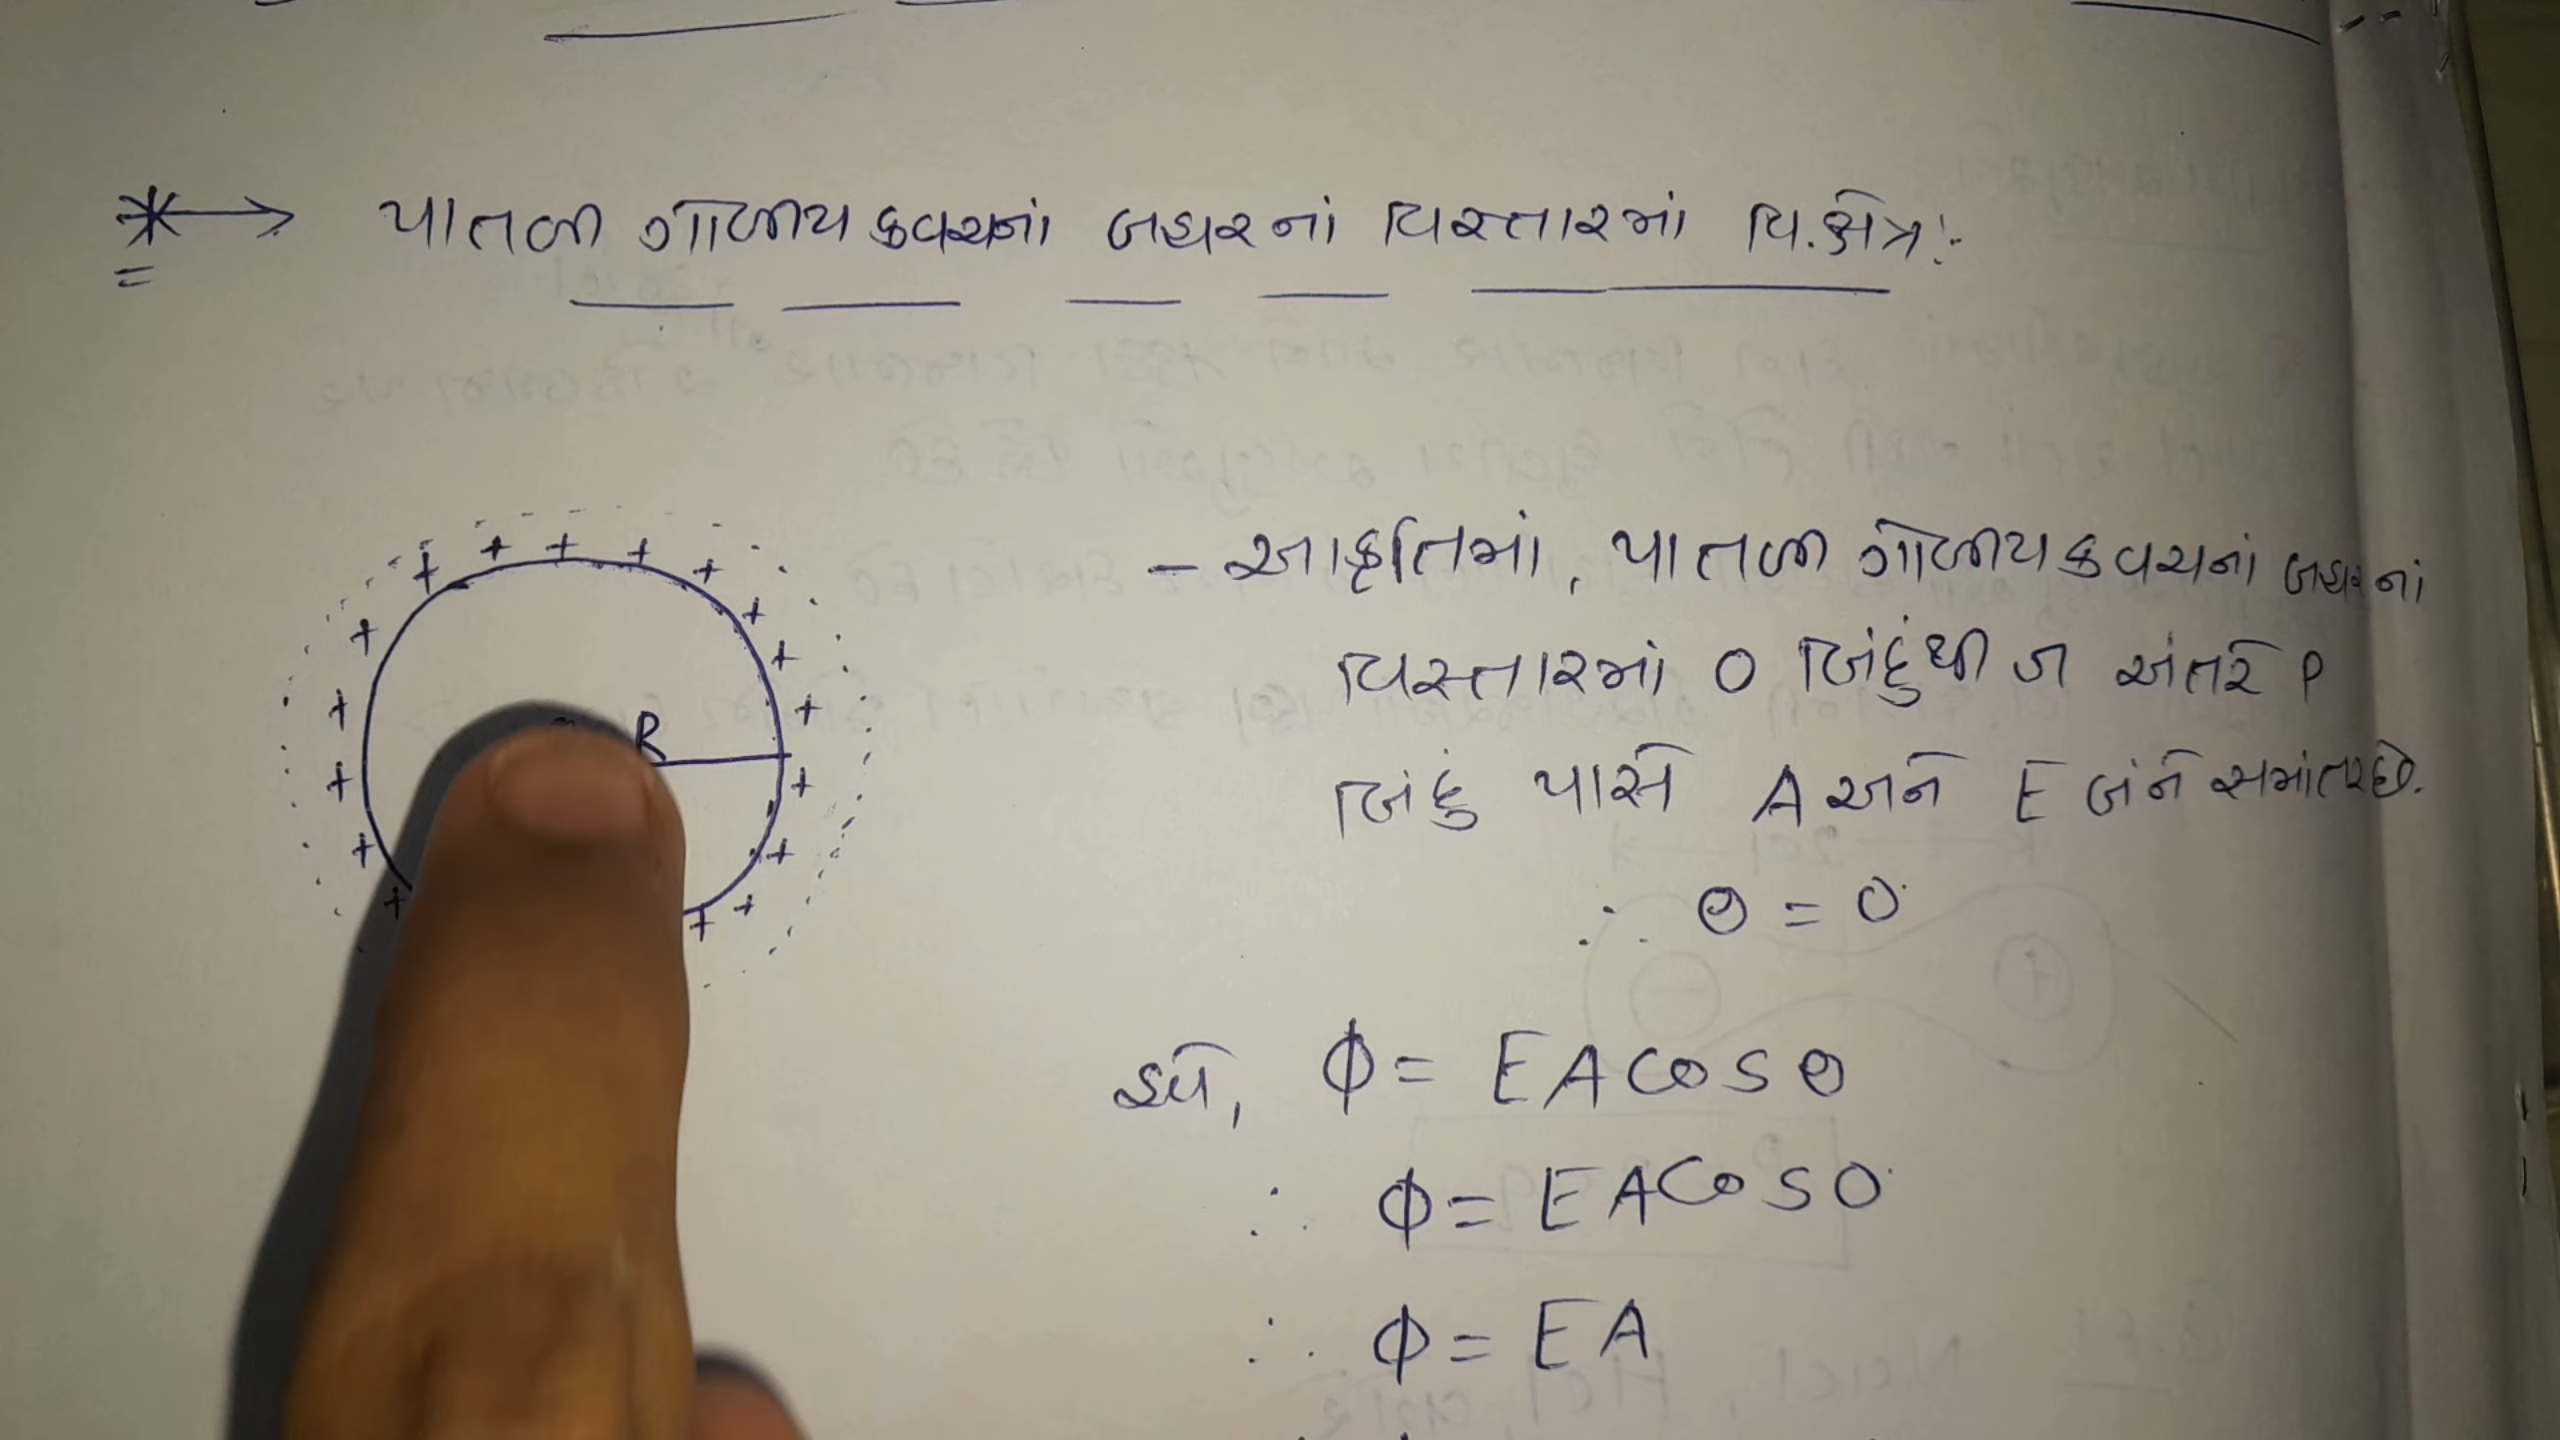 * → પાતળી ગોળીય કવચનાં બહારનાં વિસ્તારમાં વિ.ક્ષેત્ર:-
R
- આકૃતિમાં, પાતળી ગોળીય કવચનાં બહારનાં
વિસ્તારમાં O બિંદુંથી જ અંતરે P
બિંદું પાસે A અને E બંને સમાંતર છે.
∴ θ = 0°
હવે, ϕ = EA cos θ
∴ ϕ = EA cos 0°
∴ ϕ = EA